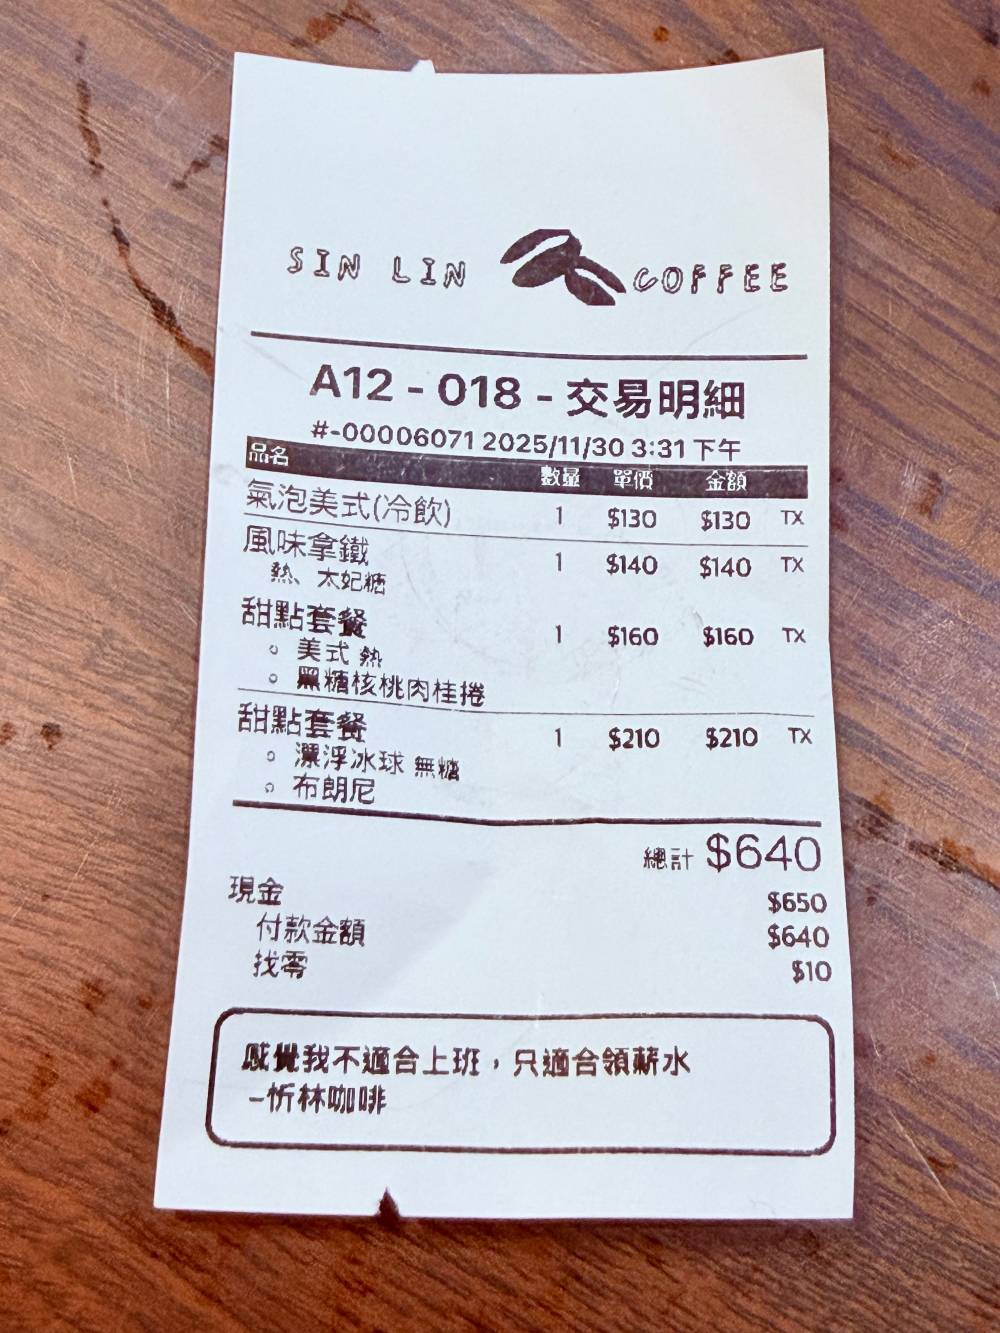 SIN LIN COFFEE
A12 - 018 - 交易明細
#-00006071 2025/11/30 3:31 下午
品名 數量 單價 金額
氣泡美式(冷飲) 1 $130 $130 TX
風味拿鐵 1 $140 $140 TX
熱、太妃糖
甜點套餐 1 $160 $160 TX
。美式 熱
。黑糖核桃肉桂捲
甜點套餐 1 $210 $210 TX
。漂浮冰球 無糖
。布朗尼
總計 $640
現金 $650
付款金額 $640
找零 $10
感覺我不適合上班，只適合領薪水
–忻林咖啡